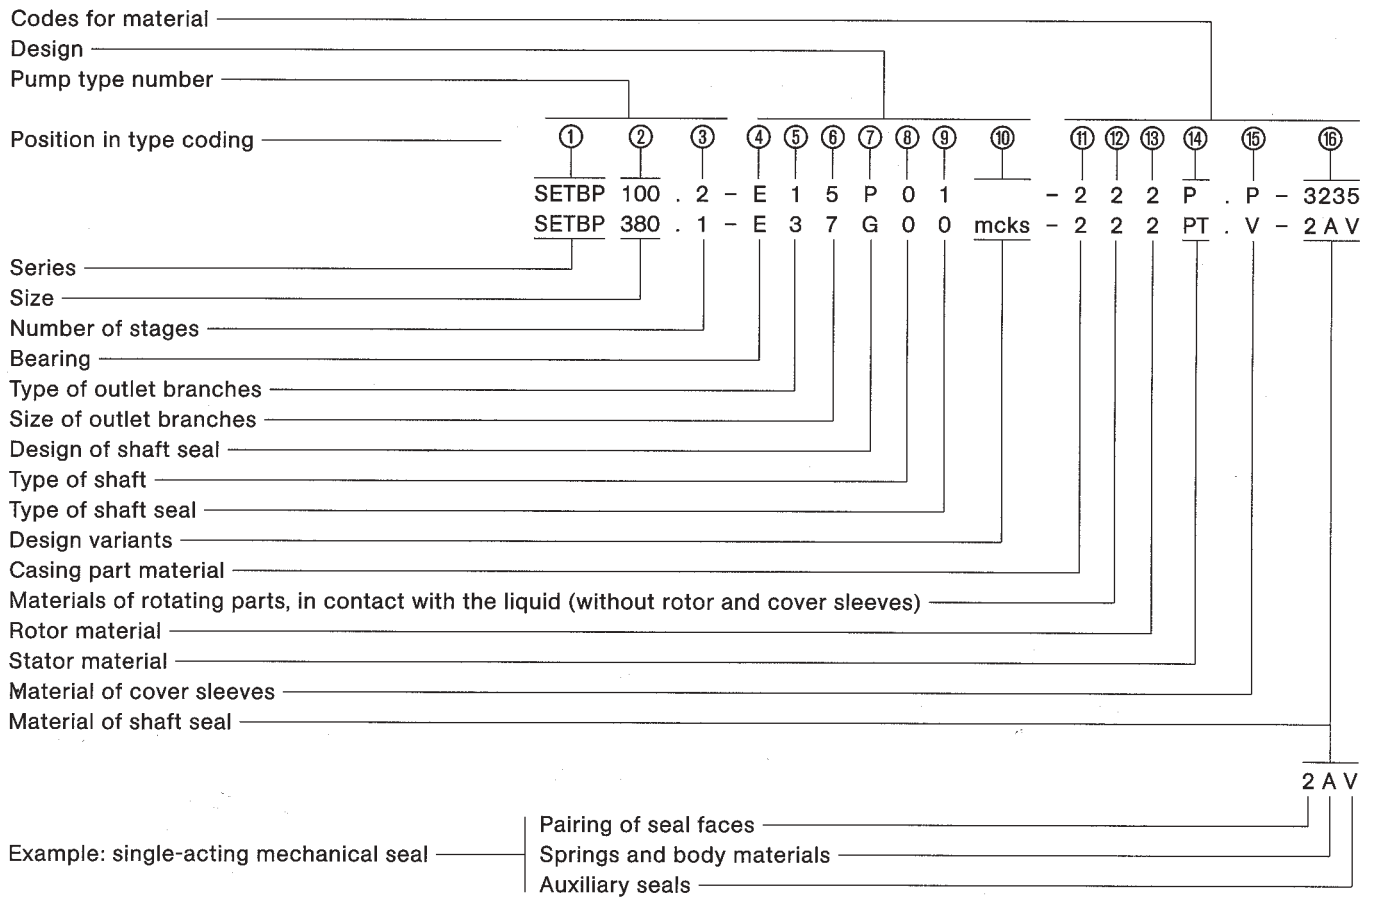 Codes for material
Design
Pump type number
Position in type coding ① ② ③ ④ ⑤ ⑥ ⑦ ⑧ ⑨ ⑩ ⑪ ⑫ ⑬ ⑭ ⑮ ⑯
SETBP 100 . 2 - E 1 5 P 0 1 - 2 2 2 P . P - 3235
SETBP 380 . 1 - E 3 7 G 0 0 mcks - 2 2 2 PT . V - 2 A V
Series
Size
Number of stages
Bearing
Type of outlet branches
Size of outlet branches
Design of shaft seal
Type of shaft
Type of shaft seal
Design variants
Casing part material
Materials of rotating parts, in contact with the liquid (without rotor and cover sleeves)
Rotor material
Stator material
Material of cover sleeves
Material of shaft seal
2 A V
Pairing of seal faces
Example: single-acting mechanical seal
Springs and body materials
Auxiliary seals